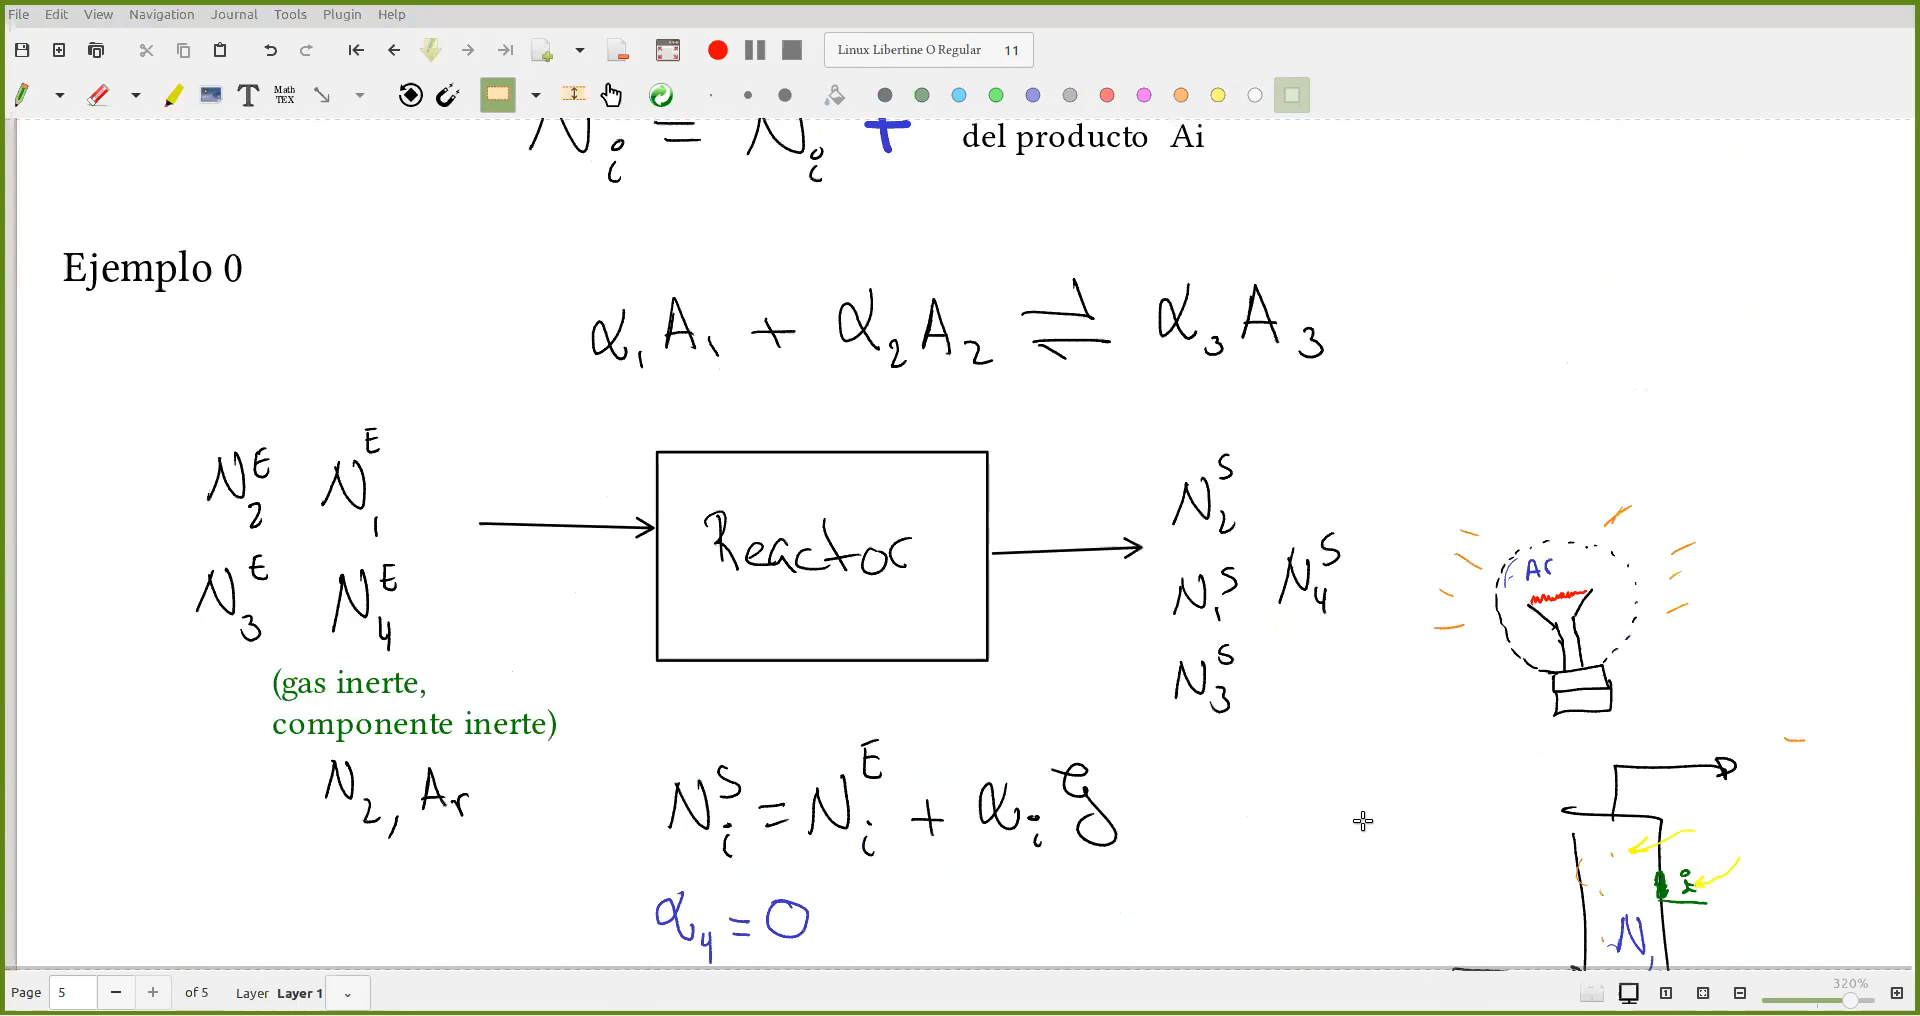 File Edit View Navigation Journal Tools Plugin Help
Linux Libertine O Regular 11
Math TEX
N_i = N_i + del producto Ai
Ejemplo 0
α₁A₁ + α₂A₂ ⇌ α₃A₃
N₂^E N₁^E
N₃^E N₄^E
(gas inerte,
componente inerte)
N₂, Ar
Reactor
N₂^S
N₁^S N₄^S
N₃^S
Ar
N_i^S = N_i^E + α_i ξ
α₄ = 0
i
N
Page 5 of 5 Layer Layer 1 320%